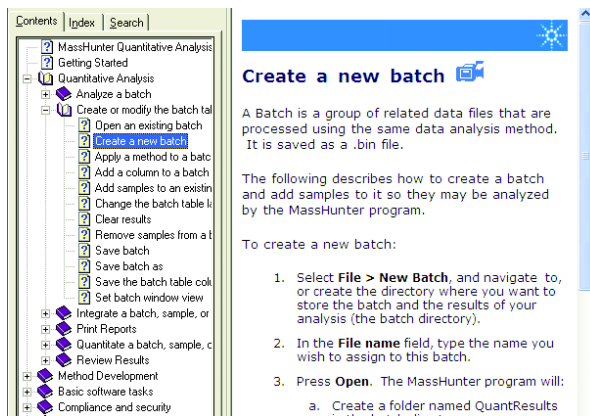 Contents
Index
Search
MassHunter Quantitative Analysis
Getting Started
Quantitative Analysis
Analyze a batch
Create or modify the batch tal
Open an existing batch
Create a new batch
Apply a method to a batc
Add a column to a batch
Add samples to an existin
Change the batch table la
Clear results
Remove samples from a b
Save batch
Save batch as
Save the batch table colu
Set batch window view
Integrate a batch, sample, or
Print Reports
Quantitate a batch, sample, c
Review Results
Method Development
Basic software tasks
Compliance and security
Create a new batch
A Batch is a group of related data files that are
processed using the same data analysis method.
It is saved as a .bin file.
The following describes how to create a batch
and add samples to it so they may be analyzed
by the MassHunter program.
To create a new batch:
1. Select File > New Batch, and navigate to,
or create the directory where you want to
store the batch and the results of your
analysis (the batch directory).
2. In the File name field, type the name you
wish to assign to this batch.
3. Press Open. The MassHunter program will:
a. Create a folder named QuantResults